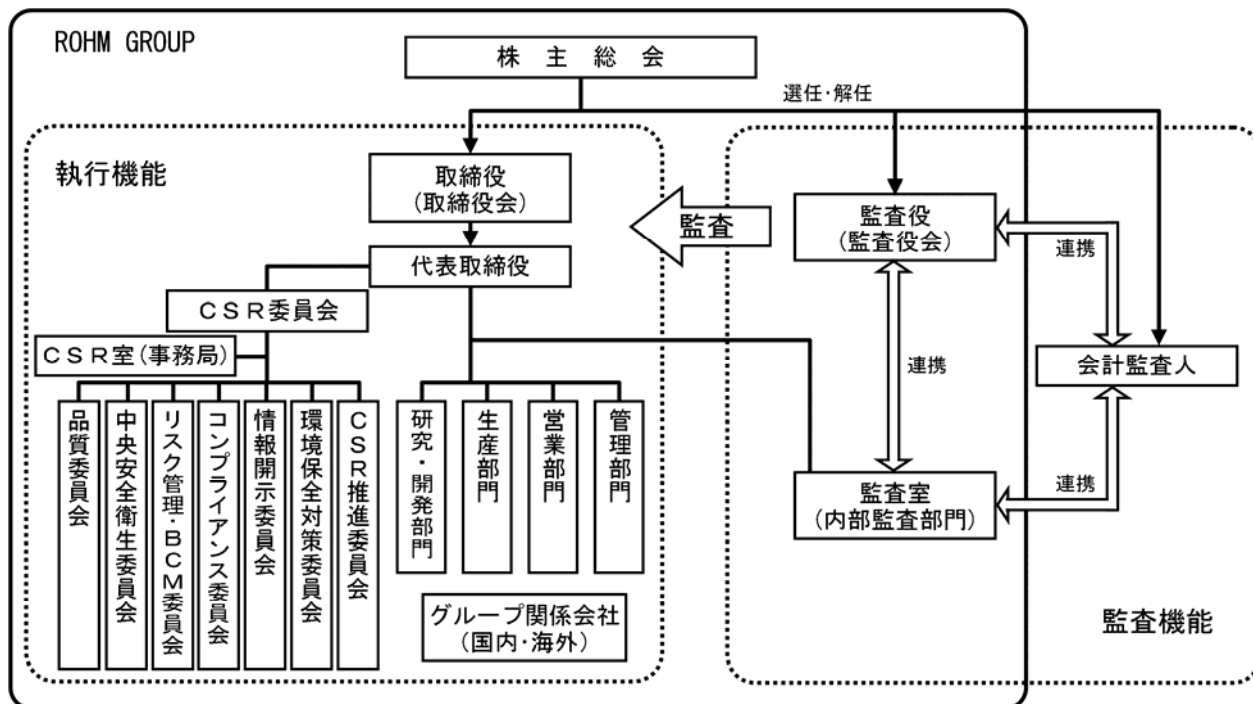 ROHM GROUP
株主総会
選任・解任
執行機能
取締役
(取締役会)
監査
監査役
(監査役会)
連携
代表取締役
CSR委員会
CSR室(事務局)
会計監査人
連携
品質委員会
中央安全衛生委員会
リスク管理・BCM委員会
コンプライアンス委員会
情報開示委員会
環境保全対策委員会
CSR推進委員会
研究・開発部門
生産部門
営業部門
管理部門
監査室
(内部監査部門)
連携
グループ関係会社
(国内・海外)
監査機能